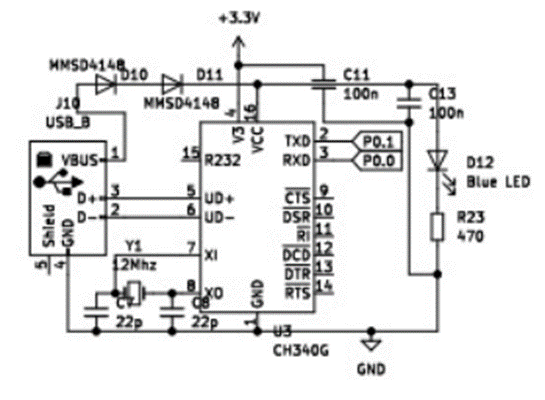 +3.3V
MMSD4148
D10
D11
MMSD4148
C11
100n
C13
100n
J10
USB_B
VBUS
1
D+
3
D-
2
Shield
GND
5
4
4
16
V3
VCC
15
R232
TXD
2
P0.1
RXD
3
P0.0
5
UD+
6
UD-
CTS
9
DSR
10
RI
11
DCD
12
DTR
13
RTS
14
7
XI
8
XO
GND
1
Y1
12Mhz
C8
22p
22p
U3
CH340G
D12
Blue LED
R23
470
GND